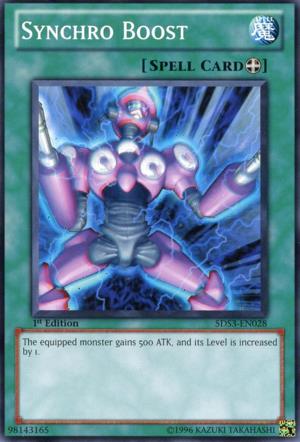 SYNCHRO BOOST
魔
[SPELL CARD]
1st Edition
5DS3-EN028
The equipped monster gains 500 ATK, and its Level is increased
by 1.
98143165
©1996 KAZUKI TAKAHASHI